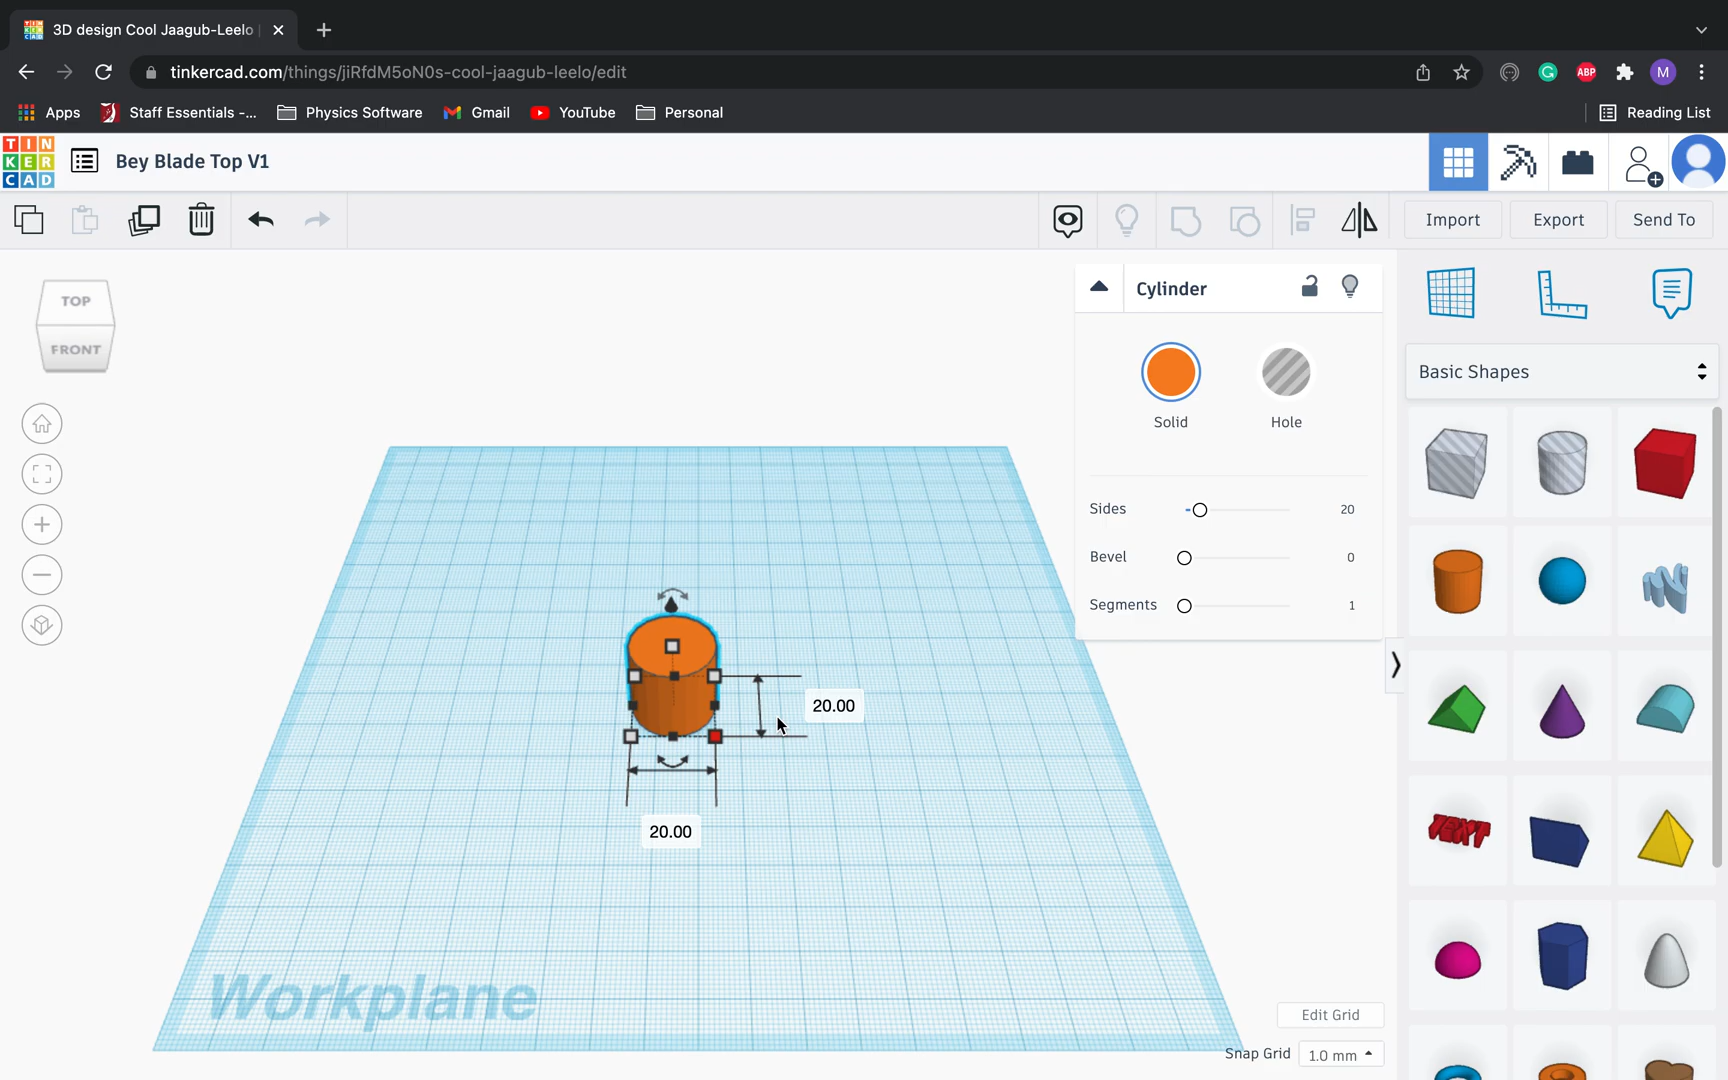 3D design Cool Jaagub-Leelo
tinkercad.com/things/jiRfdM5oN0s-cool-jaagub-leelo/edit
ABP
M
Apps
Staff Essentials -...
Physics Software
Gmail
YouTube
Personal
Reading List
TIN
KER
CAD
Bey Blade Top V1
Import
Export
Send To
TOP
FRONT
Cylinder
Solid
Hole
Sides
20
Bevel
0
Segments
1
Basic Shapes
TEXT
20.00
20.00
Workplane
Edit Grid
Snap Grid
1.0 mm